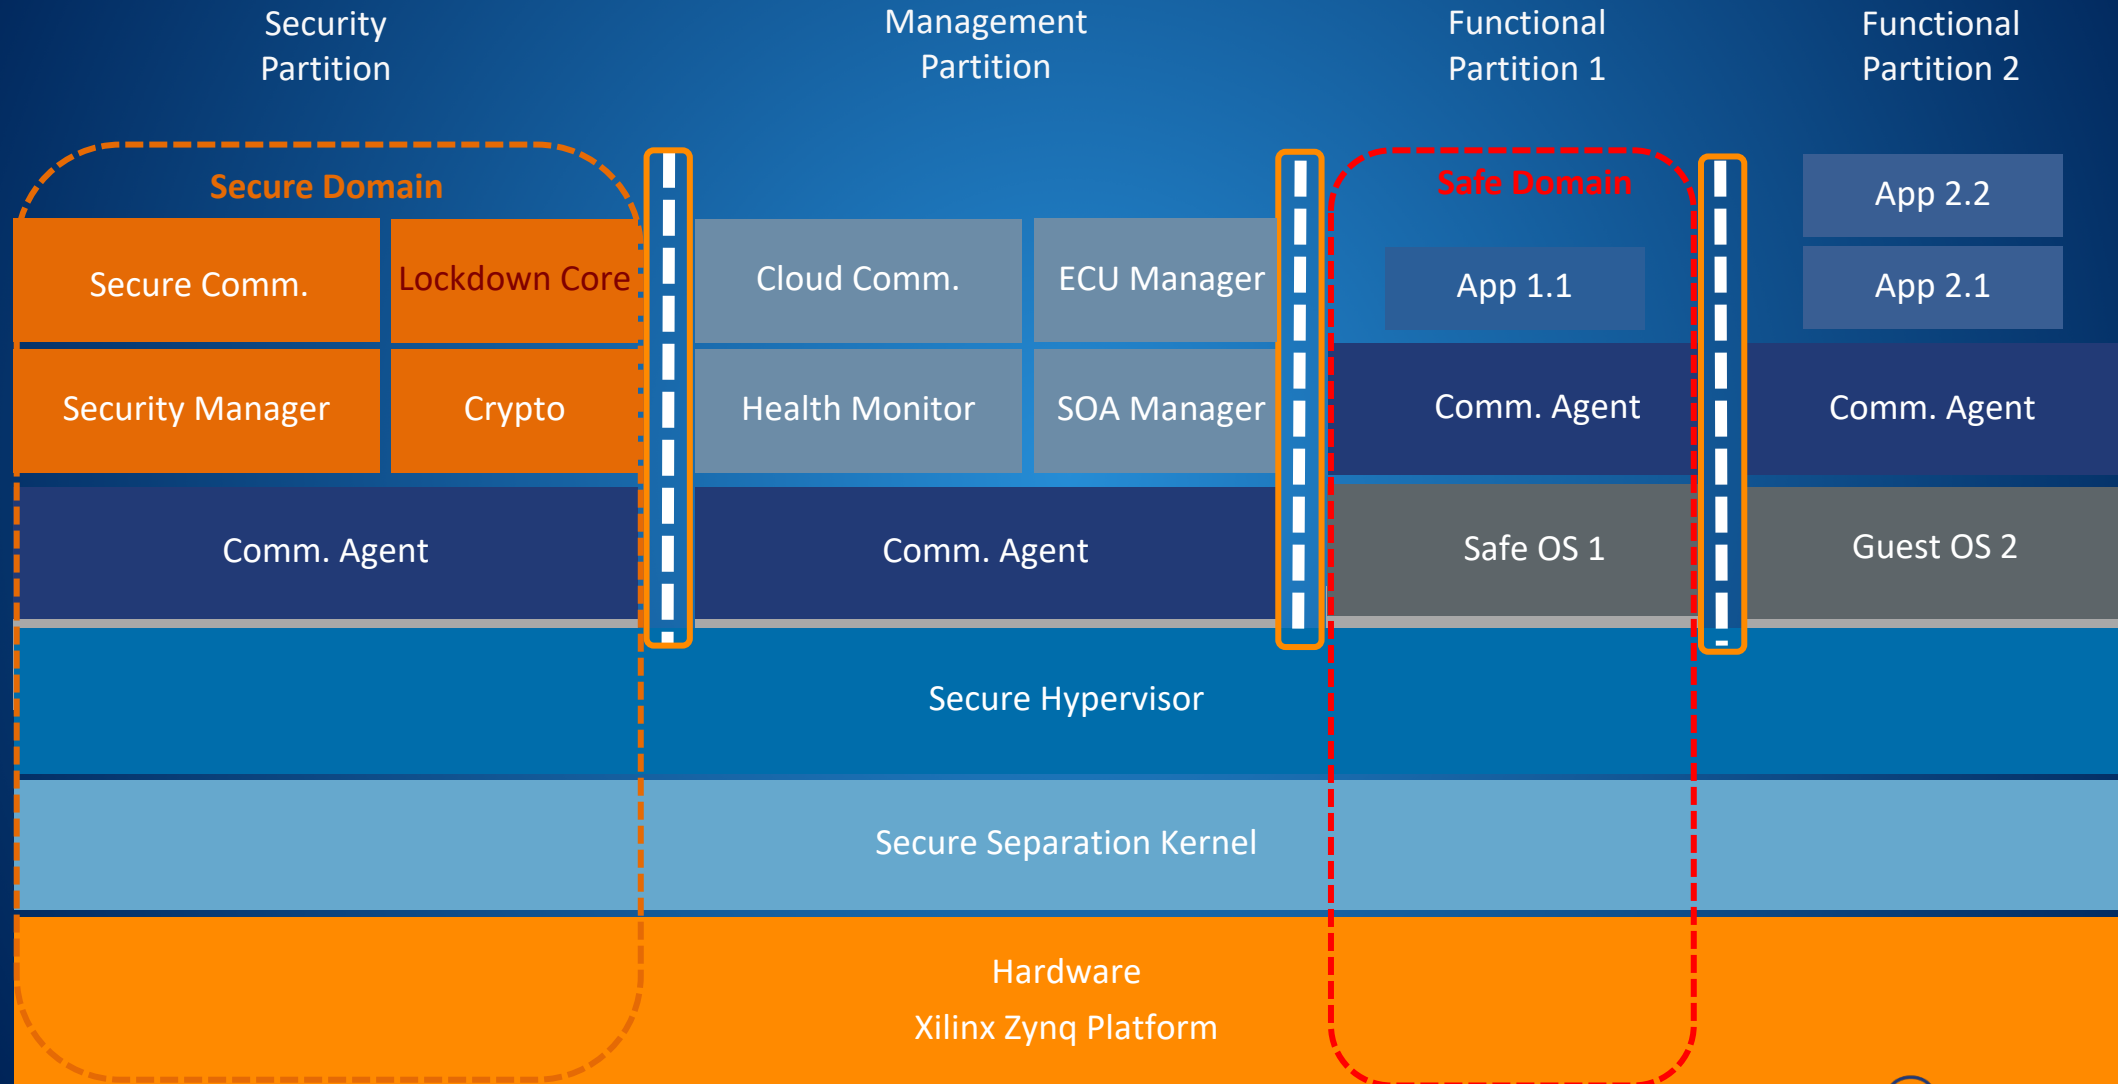 Security
Partition
Management
Partition
Functional
Partition 1
Functional
Partition 2
Secure Domain
Safe Domain
App 2.2
Secure Comm.
Lockdown Core
Cloud Comm.
ECU Manager
App 1.1
App 2.1
Security Manager
Crypto
Health Monitor
SOA Manager
Comm. Agent
Comm. Agent
Comm. Agent
Comm. Agent
Safe OS 1
Guest OS 2
Secure Hypervisor
Secure Separation Kernel
Hardware
Xilinx Zynq Platform